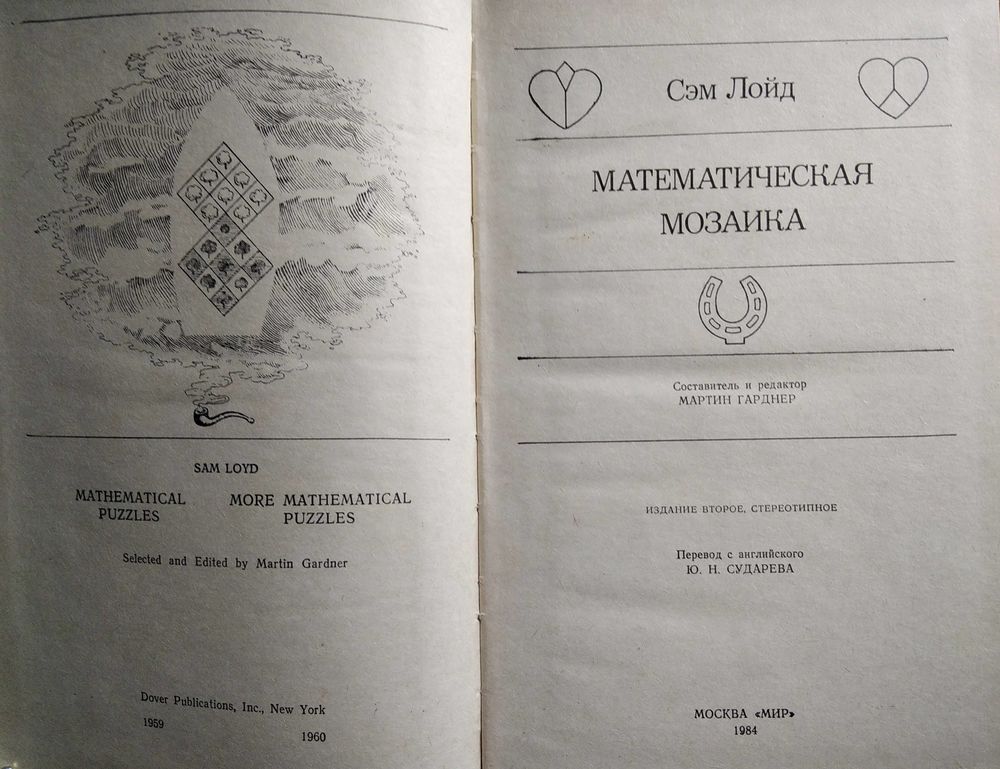 SAM LOYD
MATHEMATICAL
PUZZLES
MORE MATHEMATICAL
PUZZLES
Selected and Edited by Martin Gardner
Dover Publications, Inc., New York
1959
1960
Сэм Лойд
МАТЕМАТИЧЕСКАЯ
МОЗАИКА
Составитель и редактор
МАРТИН ГАРДНЕР
ИЗДАНИЕ ВТОРОЕ, СТЕРЕОТИПНОЕ
Перевод с английского
Ю. Н. СУДАРЕВА
МОСКВА «МИР»
1984